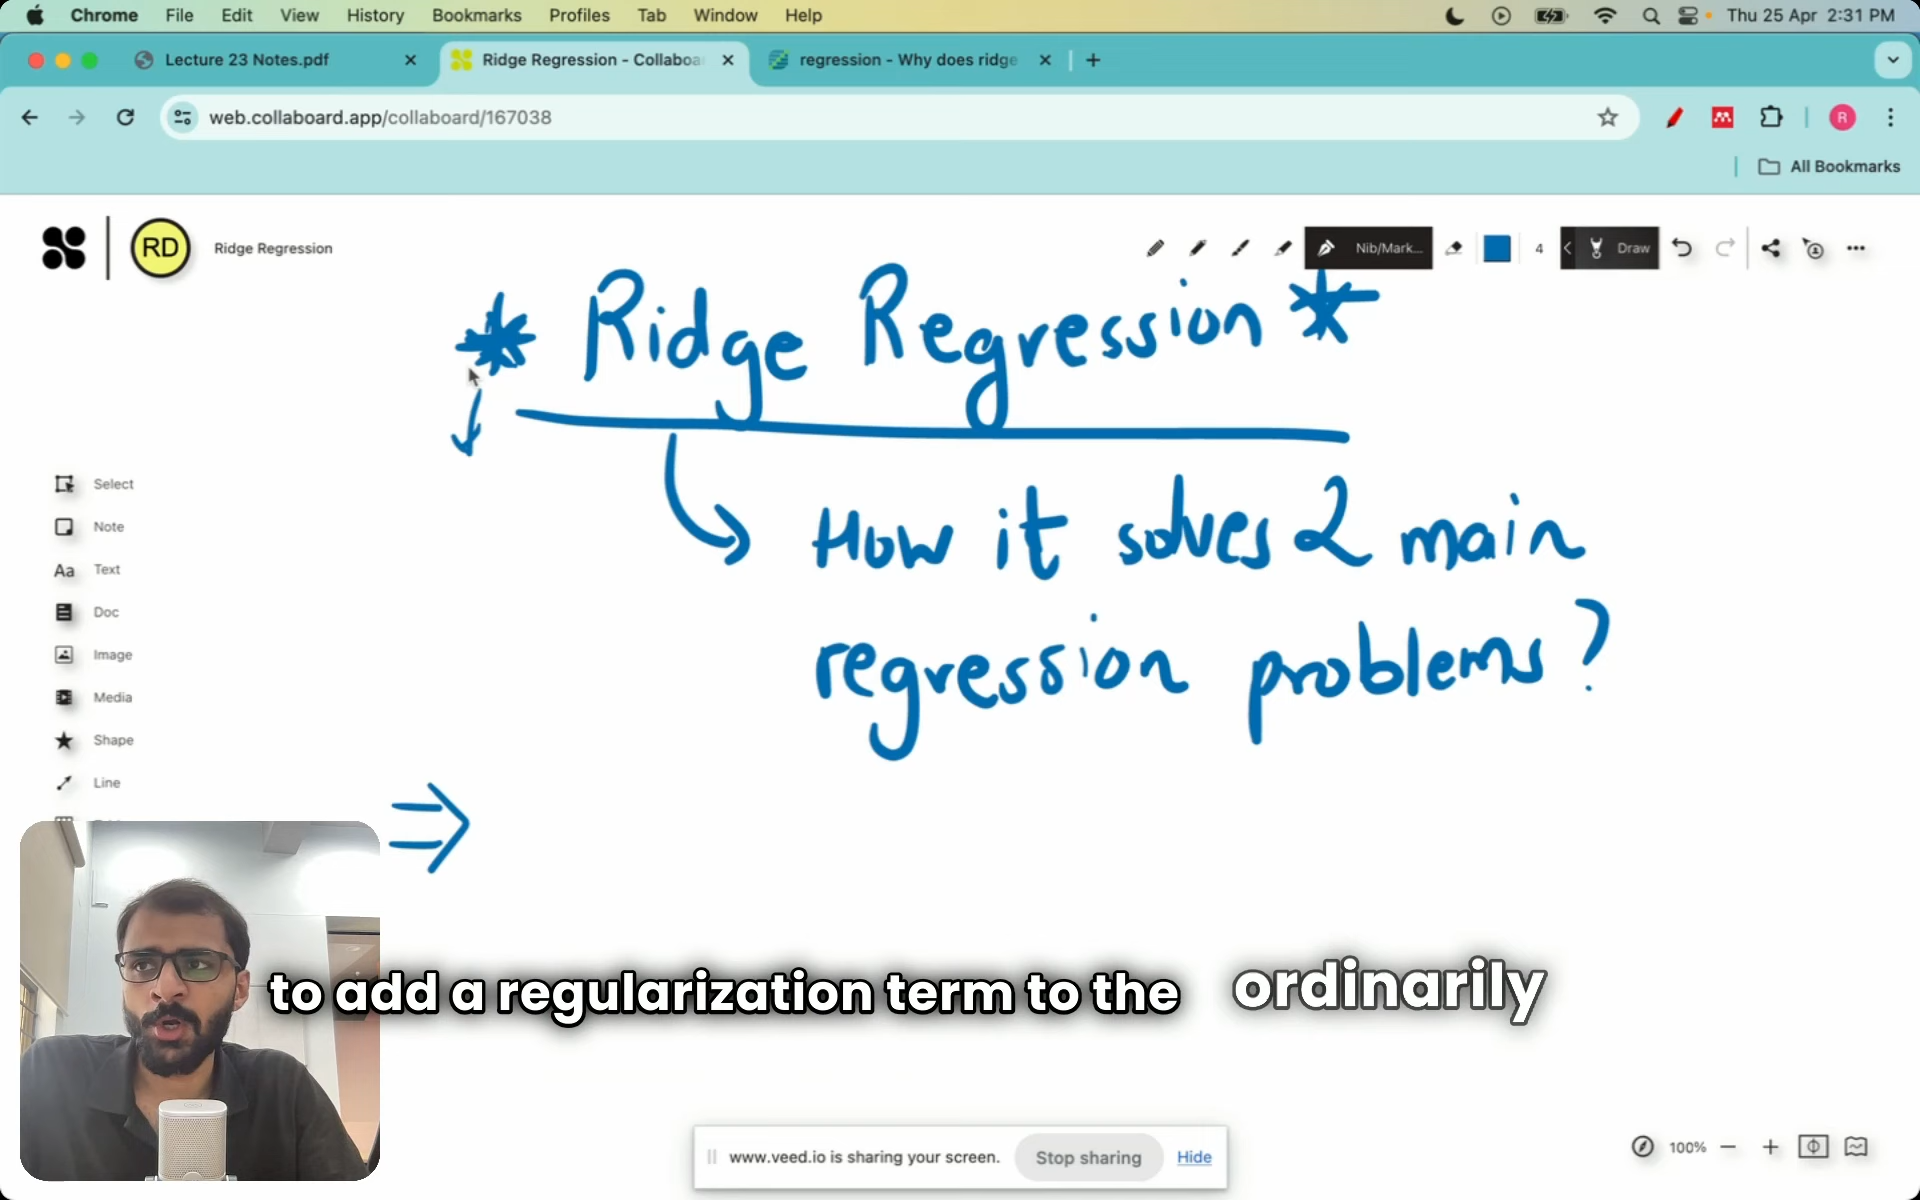 Chrome File Edit View History Bookmarks Profiles Tab Window Help Thu 25 Apr 2:31 PM
Lecture 23 Notes.pdf Ridge Regression - Collaboa regression - Why does ridge
web.collaboard.app/collaboard/167038 R
All Bookmarks
RD Ridge Regression Nib/Mark... 4 Draw
* Ridge Regression *
How it solves 2 main
regression problems?
Select
Note
Aa Text
Doc
Image
Media
Shape
Line
to add a regularization term to the ordinarily
www.veed.io is sharing your screen. Stop sharing Hide
100%